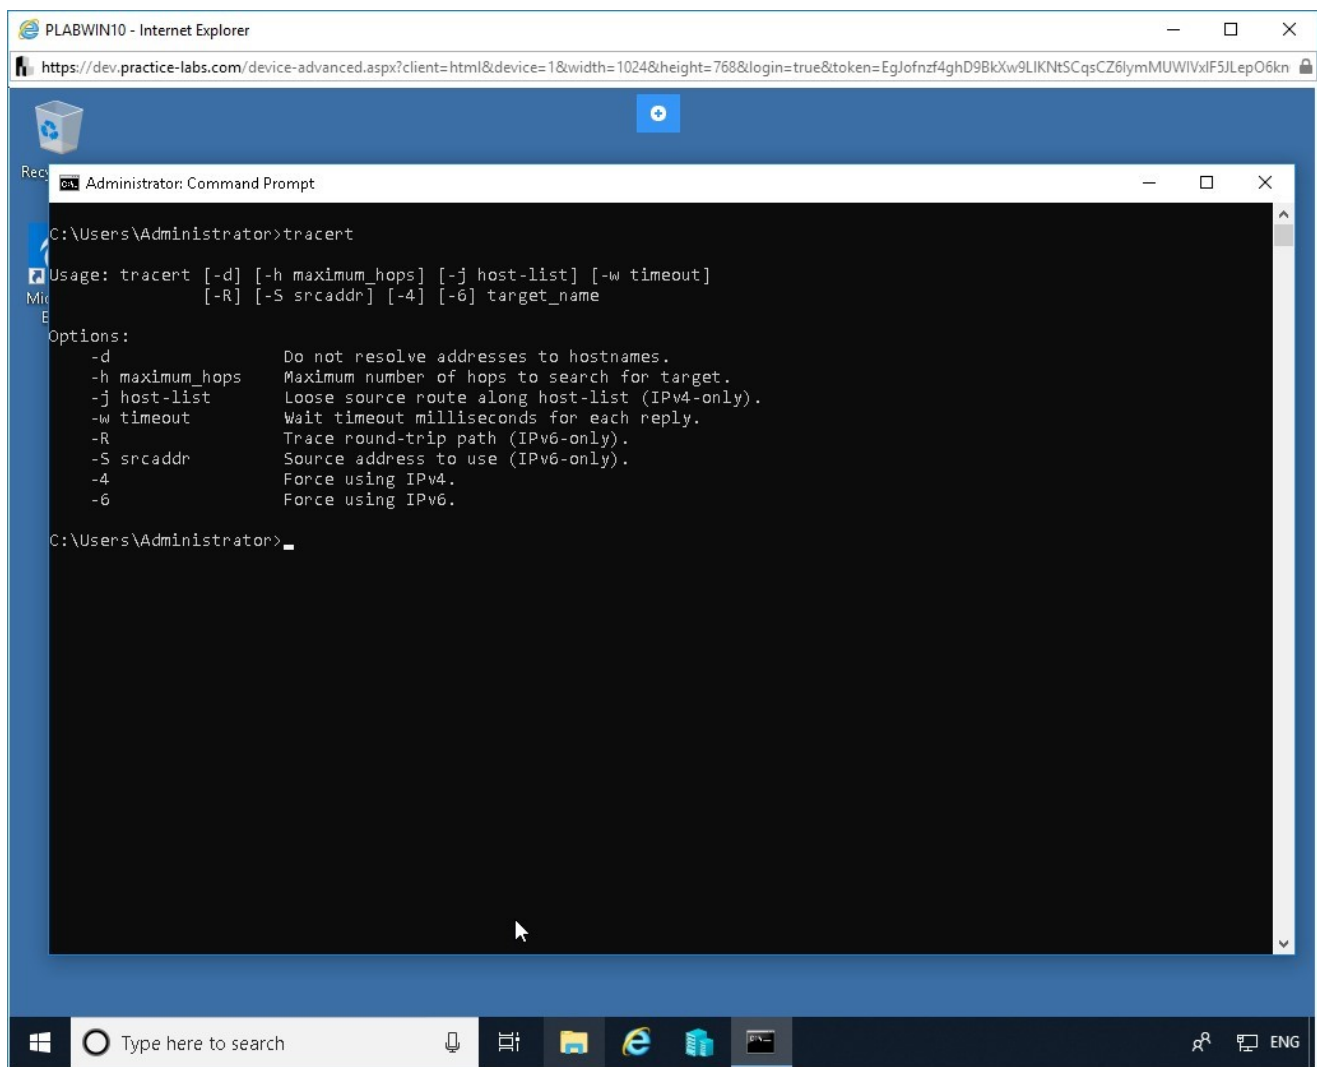 PLABWIN10 - Internet Explorer
https://dev.practice-labs.com/device-advanced.aspx?client=html&device=1&width=1024&height=768&login=true&token=EgJofnzf4ghD9BkXw9LIKNtSCqsCZ6lymMUWIVxlF5JLepO6kn
Recy
Administrator: Command Prompt
C:\Users\Administrator>tracert
Usage: tracert [-d] [-h maximum_hops] [-j host-list] [-w timeout]
[-R] [-S srcaddr] [-4] [-6] target_name
Mic
E
Options:
-d Do not resolve addresses to hostnames.
-h maximum_hops Maximum number of hops to search for target.
-j host-list Loose source route along host-list (IPv4-only).
-w timeout Wait timeout milliseconds for each reply.
-R Trace round-trip path (IPv6-only).
-S srcaddr Source address to use (IPv6-only).
-4 Force using IPv4.
-6 Force using IPv6.
C:\Users\Administrator>
Type here to search
ENG